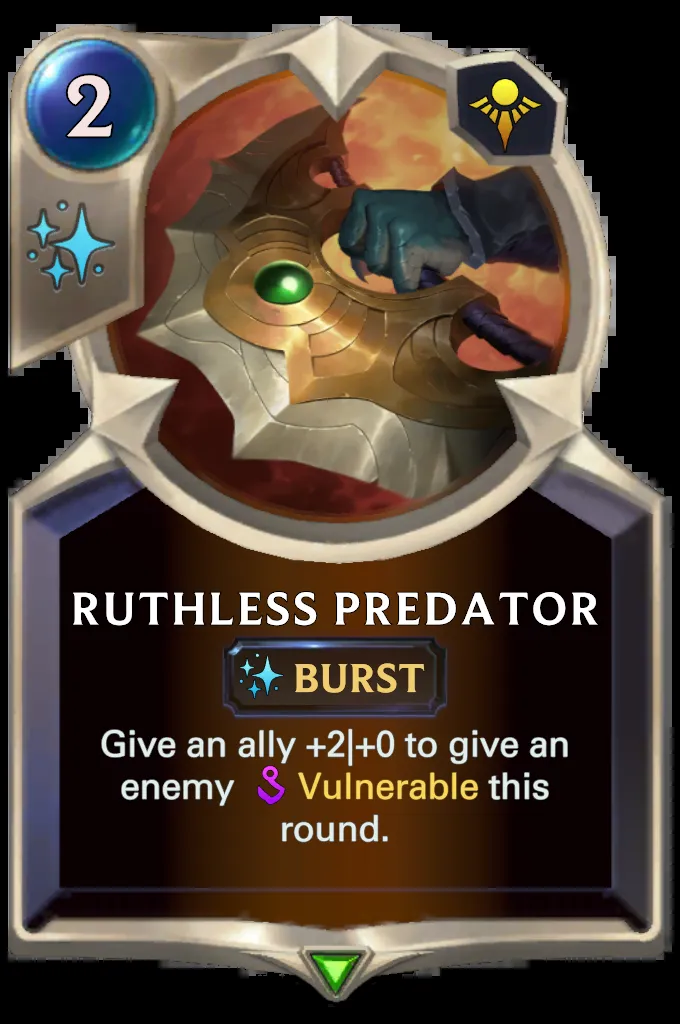 2
RUTHLESS PREDATOR
BURST
Give an ally +2|+0 to give an
enemy Vulnerable this
round.